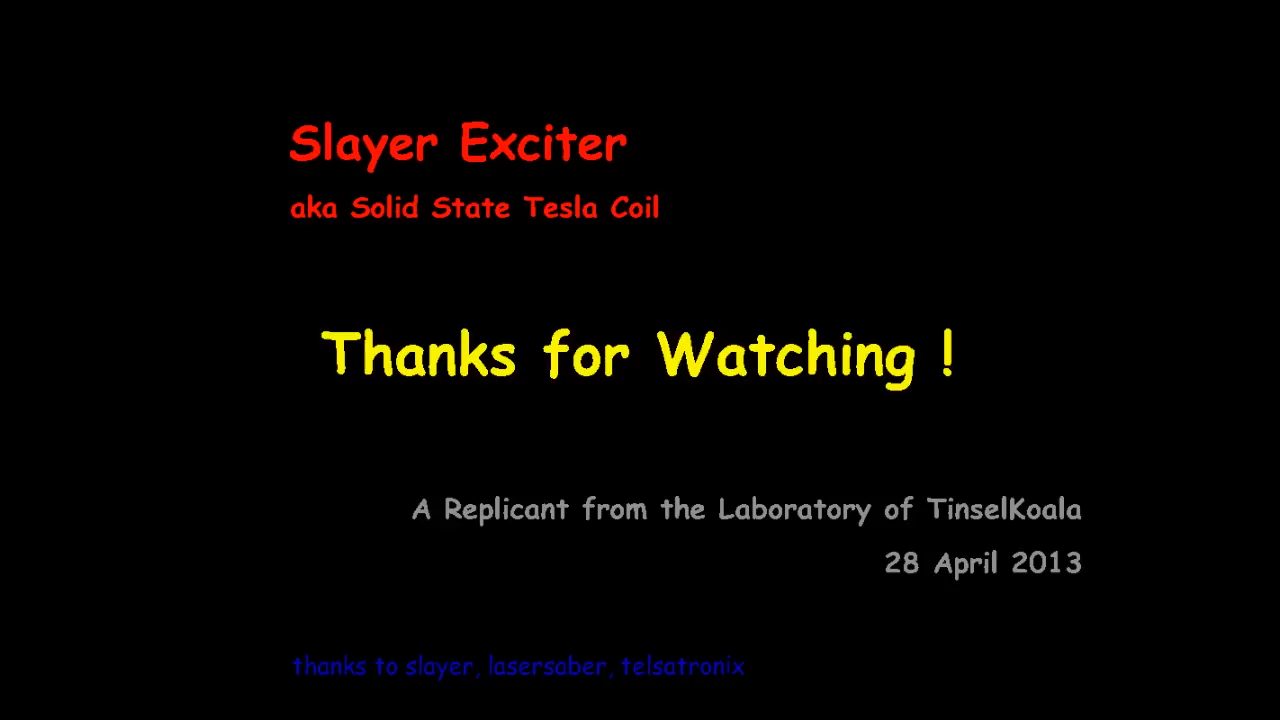 Slayer Exciter
aka Solid State Tesla Coil
Thanks for Watching !
A Replicant from the Laboratory of TinselKoala
28 April 2013
thanks to slayer, lasersaber, telsatronix